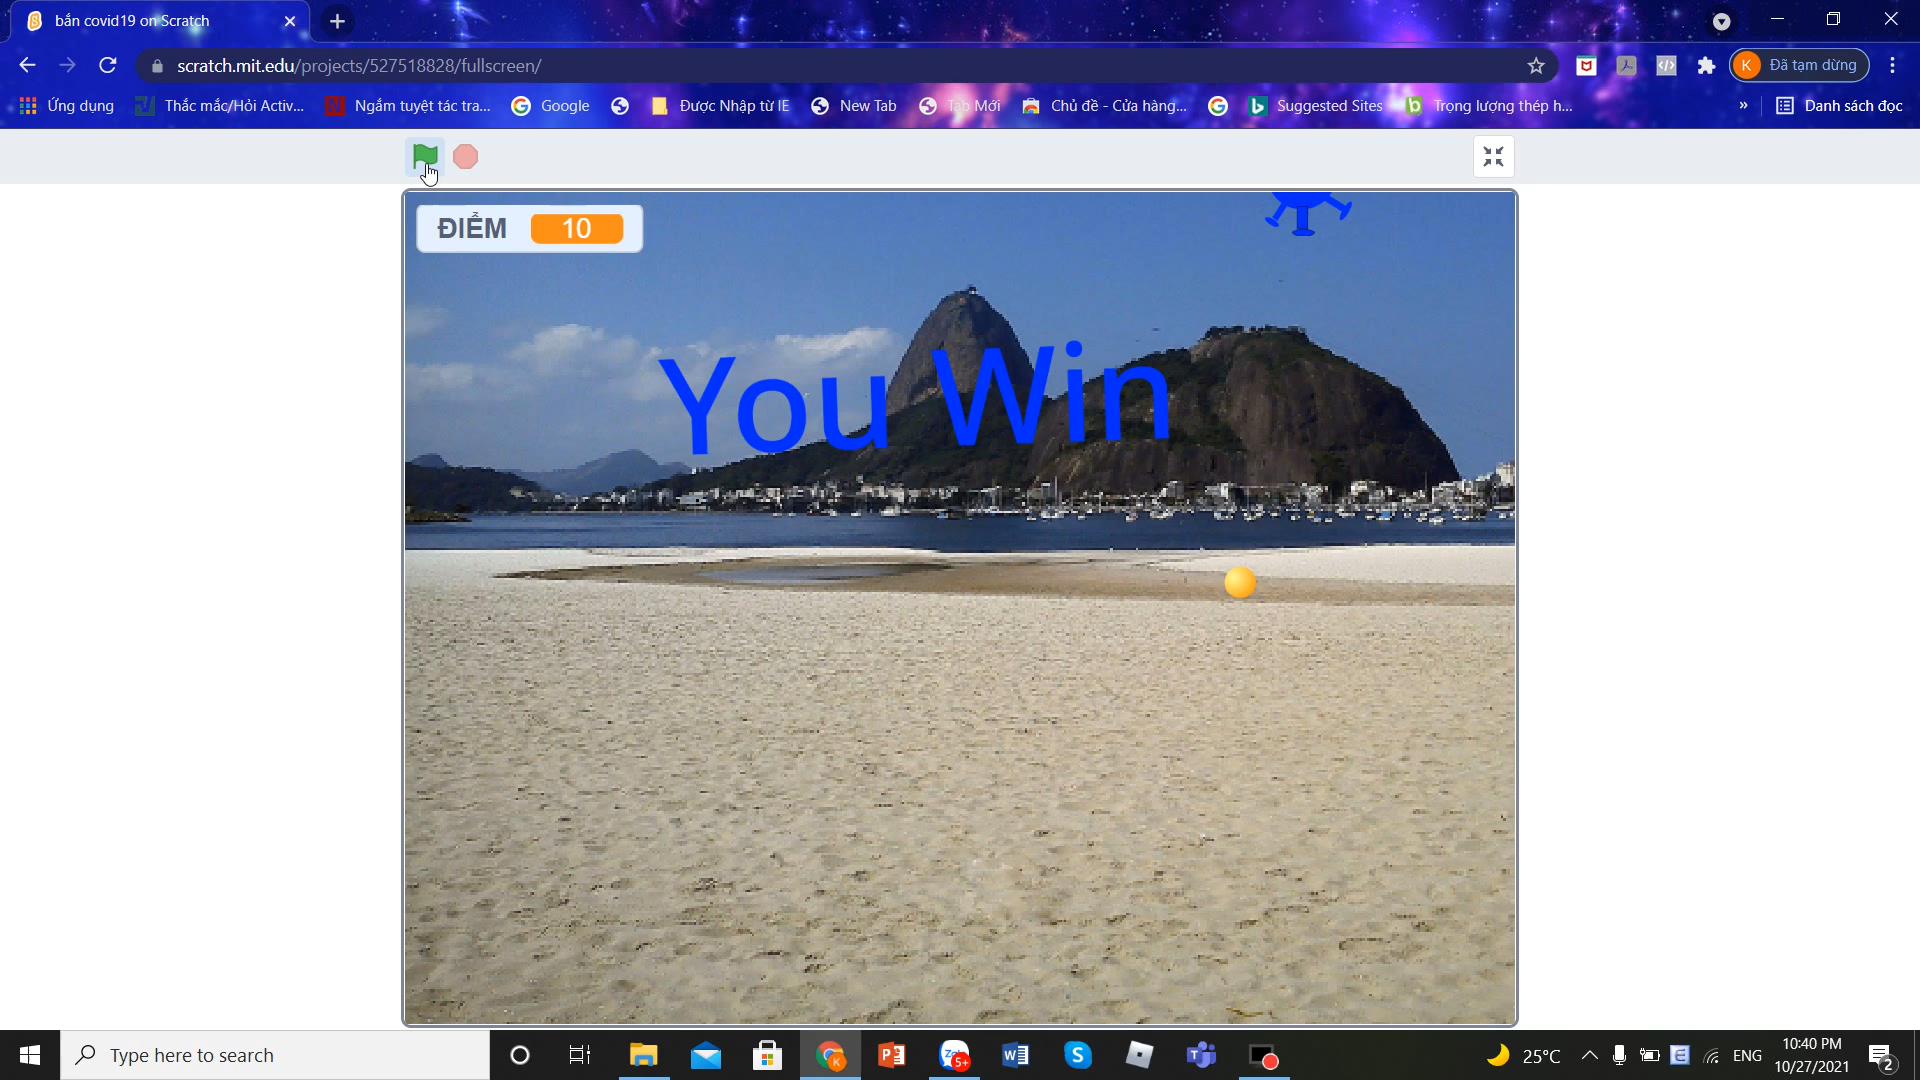 bắn covid19 on Scratch
scratch.mit.edu/projects/527518828/fullscreen/
K Đã tạm dừng
Ứng dụng Thắc mắc/Hỏi Activ... Ngắm tuyệt tác tra... Google Được Nhập từ IE New Tab Tab Mới Chủ đề - Cửa hàng... Suggested Sites Trọng lượng thép h... » Danh sách đọc
ĐIỂM 10
You Win
Type here to search
5+
25°C
ENG
10:40 PM
10/27/2021
2